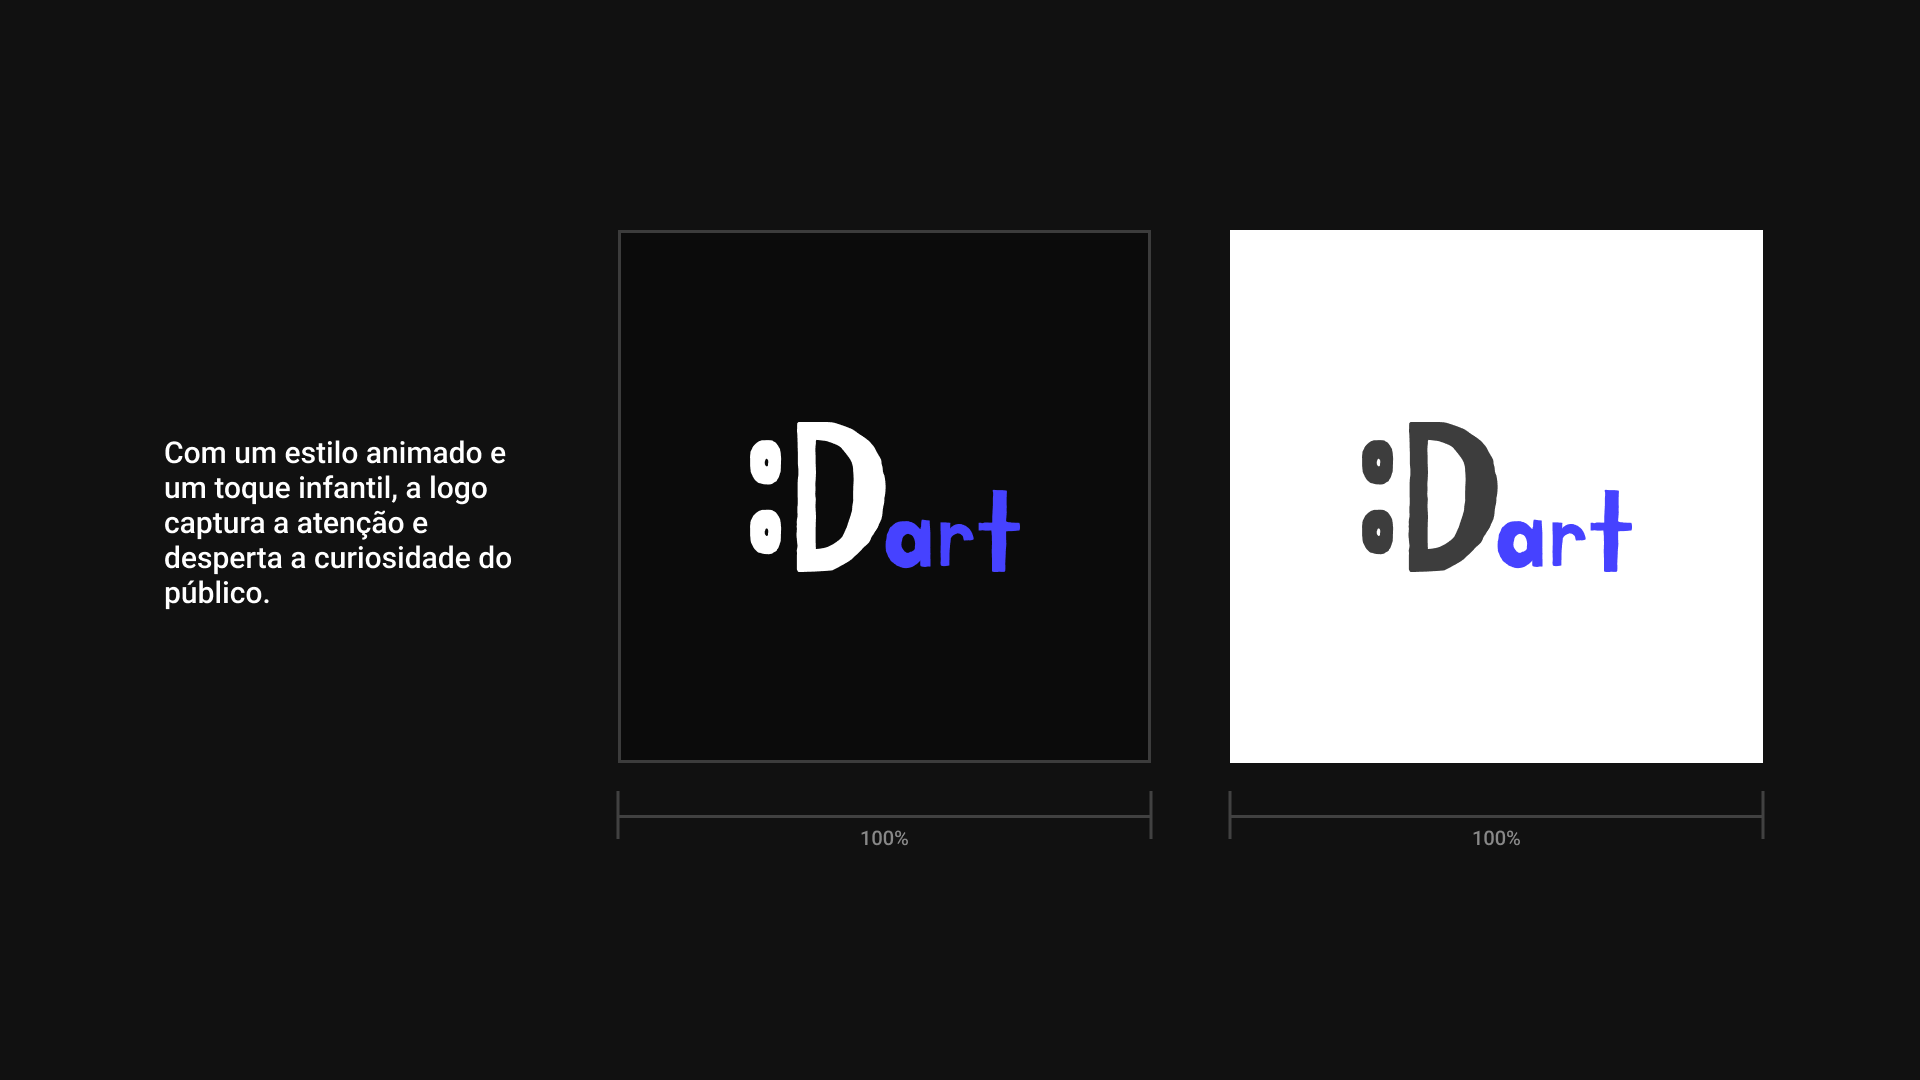 Com um estilo animado e
um toque infantil, a logo
captura a atenção e
desperta a curiosidade do
público.
:Dart
:Dart
100%
100%